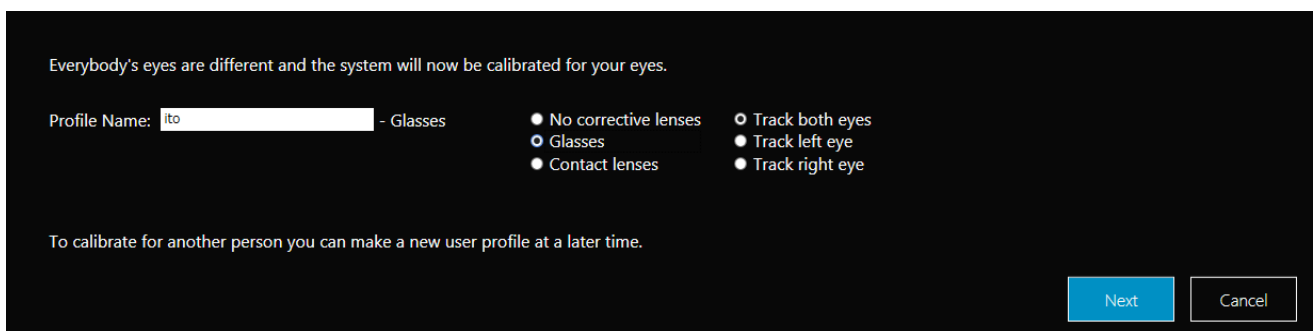 Everybody's eyes are different and the system will now be calibrated for your eyes.
Profile Name: ito - Glasses
No corrective lenses
Glasses
Contact lenses
Track both eyes
Track left eye
Track right eye
To calibrate for another person you can make a new user profile at a later time.
Next Cancel